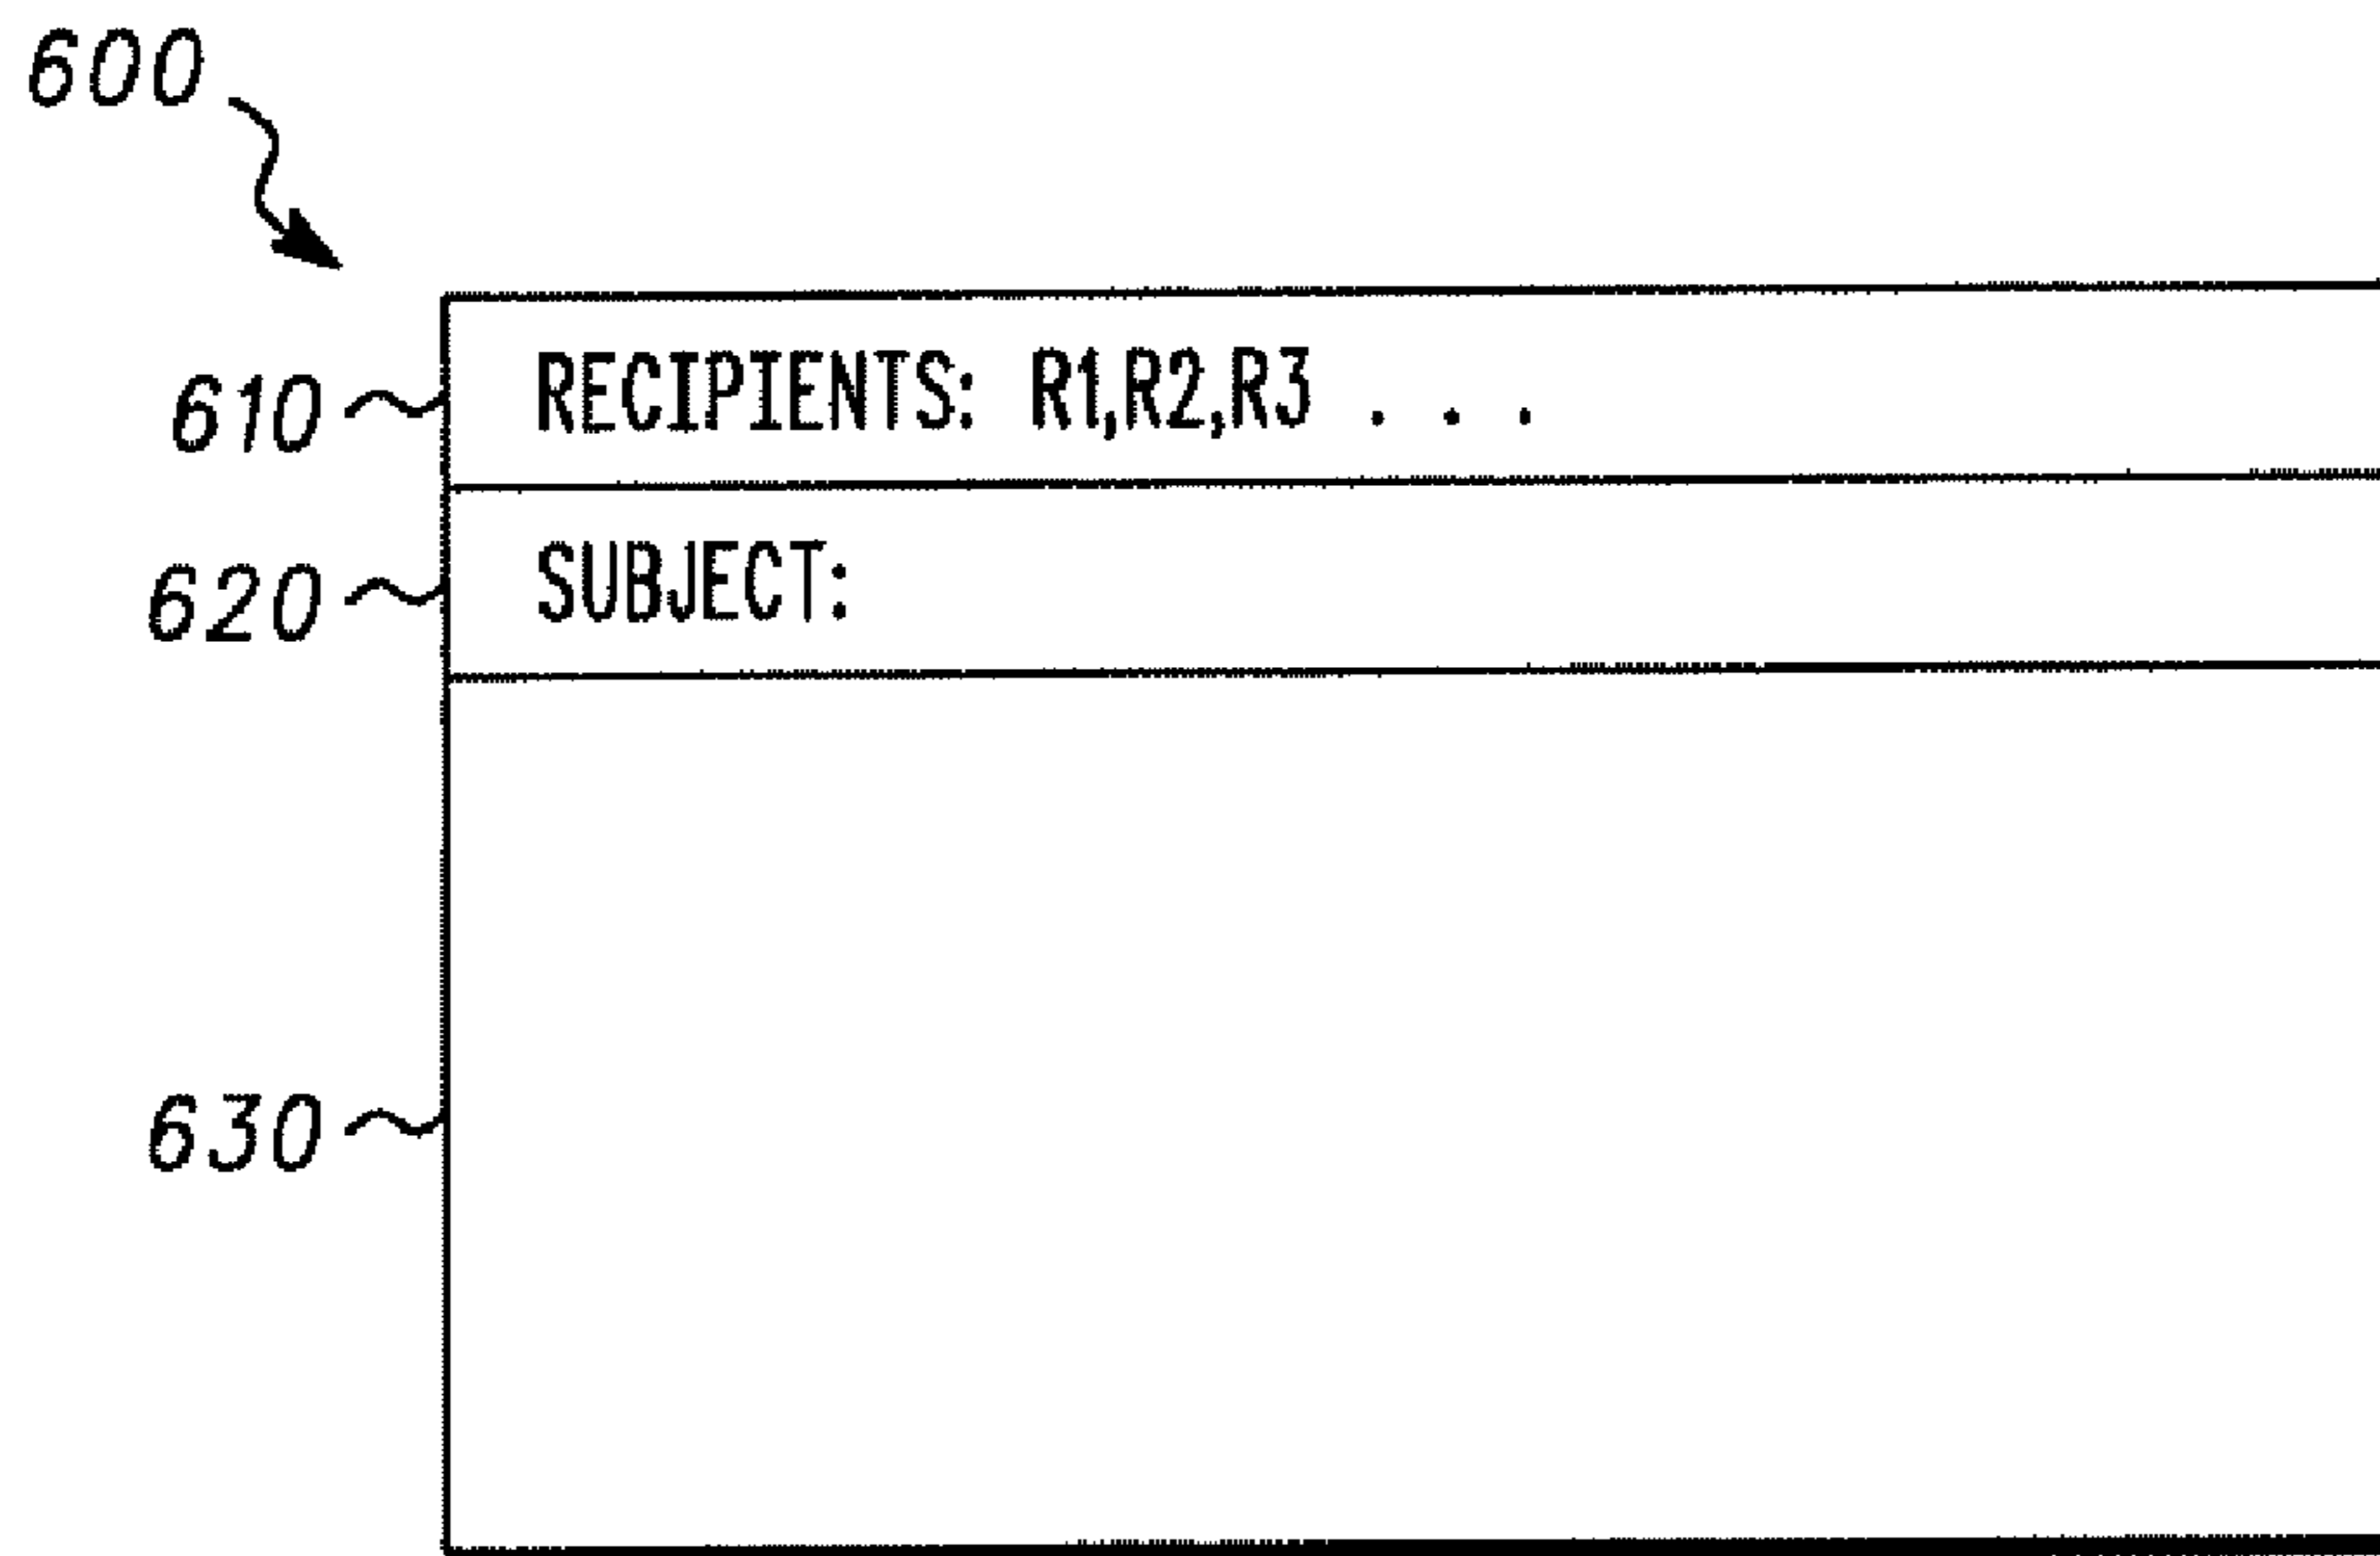 600
610 RECIPIENTS: R1,R2,R3 . . .
620 SUBJECT:
630